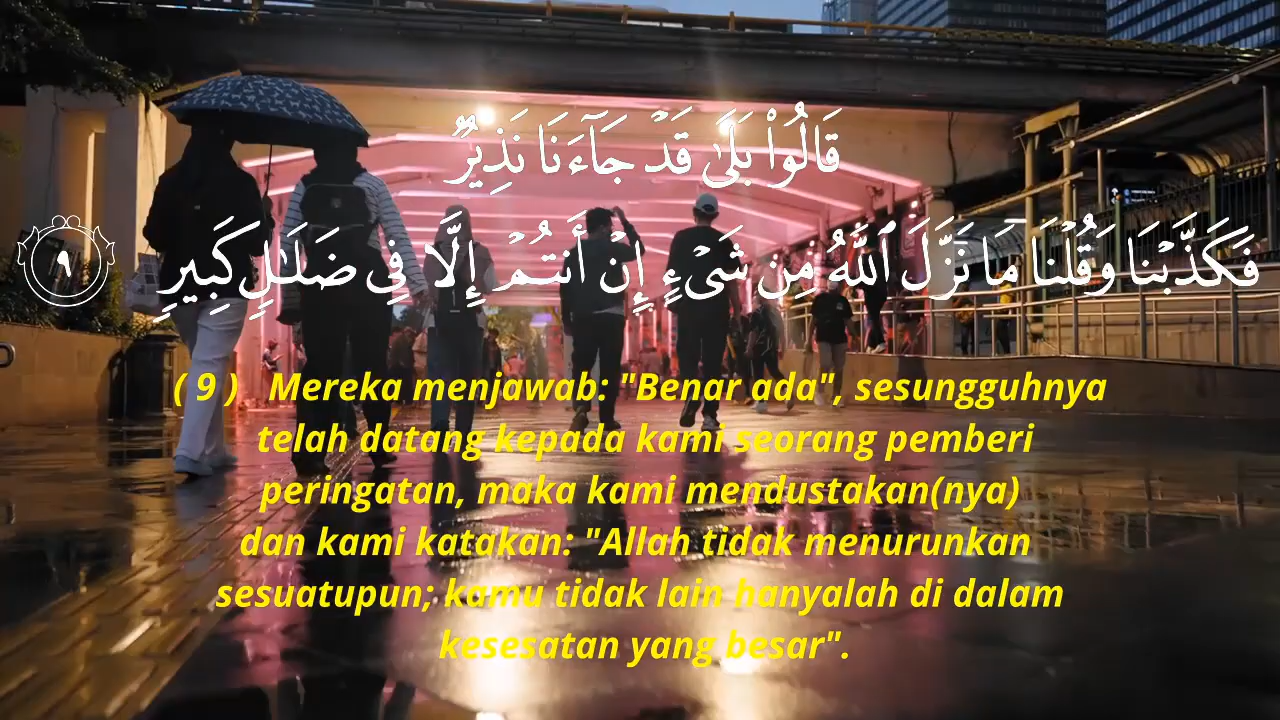 قَالُوا۟ بَلَىٰ قَدْ جَآءَنَا نَذِيرٌ
فَكَذَّبْنَا وَقُلْنَا مَا نَزَّلَ ٱللَّهُ مِن شَىْءٍ إِنْ أَنتُمْ إِلَّا فِى ضَلَـٰلٍ كَبِيرٍ ٩
( 9 ) Mereka menjawab: "Benar ada", sesungguhnya
telah datang kepada kami seorang pemberi
peringatan, maka kami mendustakan(nya)
dan kami katakan: "Allah tidak menurunkan
sesuatupun; kamu tidak lain hanyalah di dalam
kesesatan yang besar".